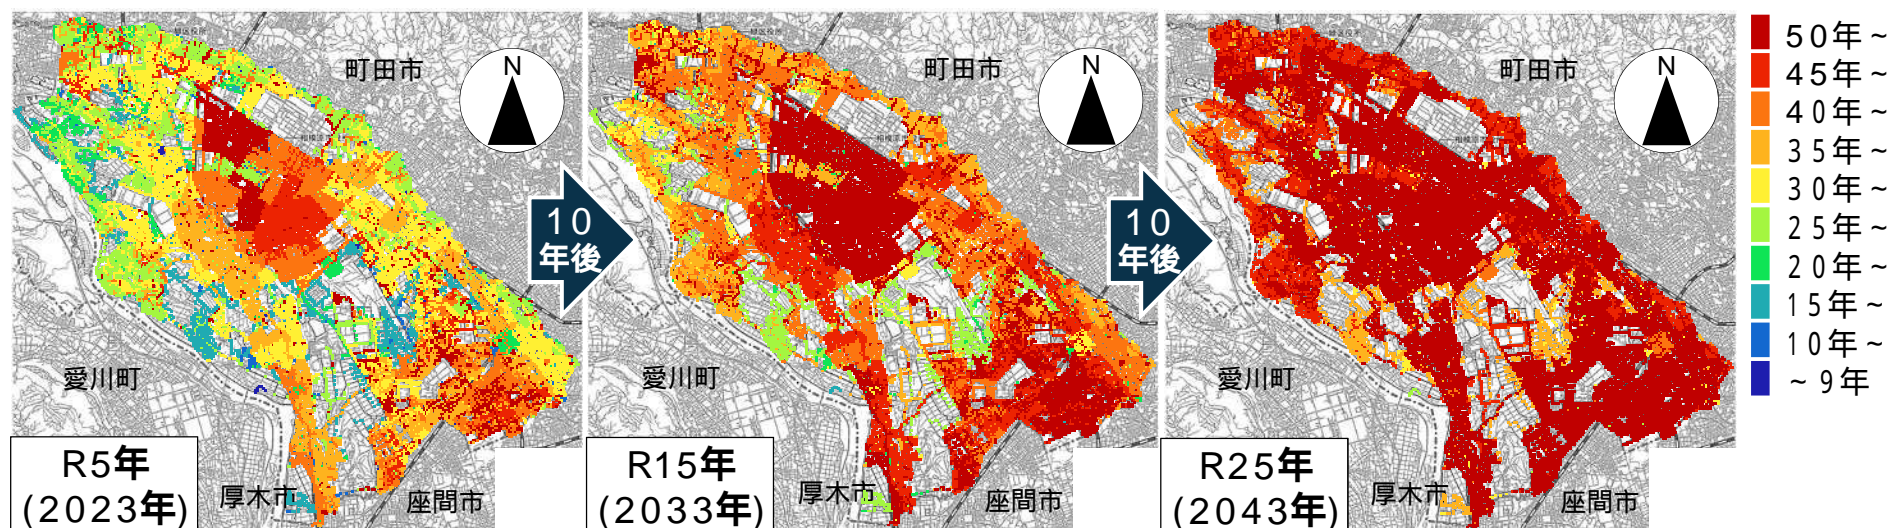 町田市
N
愛川町
厚木市
座間市
R5年
(2023年)
10
年後
町田市
N
愛川町
厚木市
座間市
R15年
(2033年)
10
年後
町田市
N
愛川町
厚木市
座間市
R25年
(2043年)
50年~
45年~
40年~
35年~
30年~
25年~
20年~
15年~
10年~
~9年